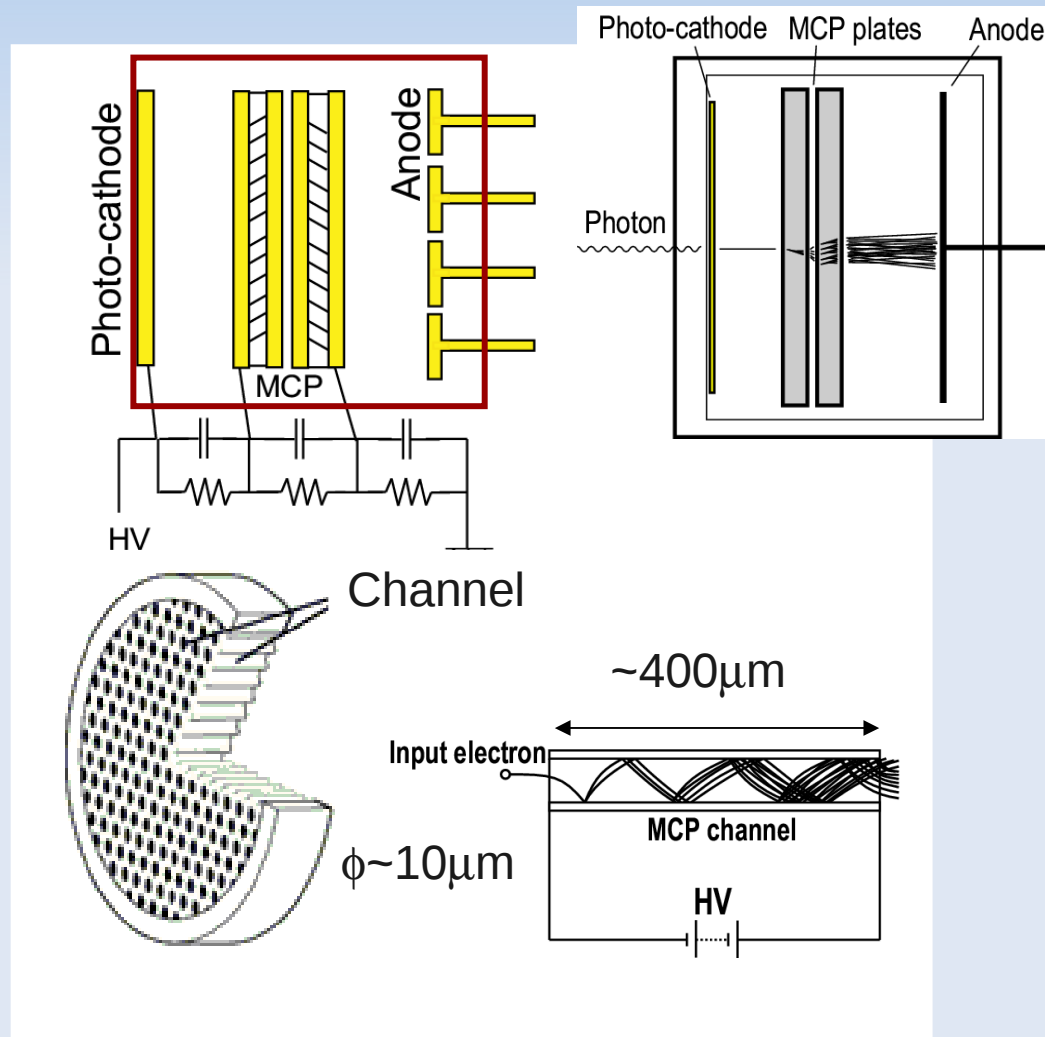 Photo-cathode
MCP
Anode
HV
Photo-cathode MCP plates Anode
Photon
Channel
ϕ~10μm
~400μm
Input electron
MCP channel
HV